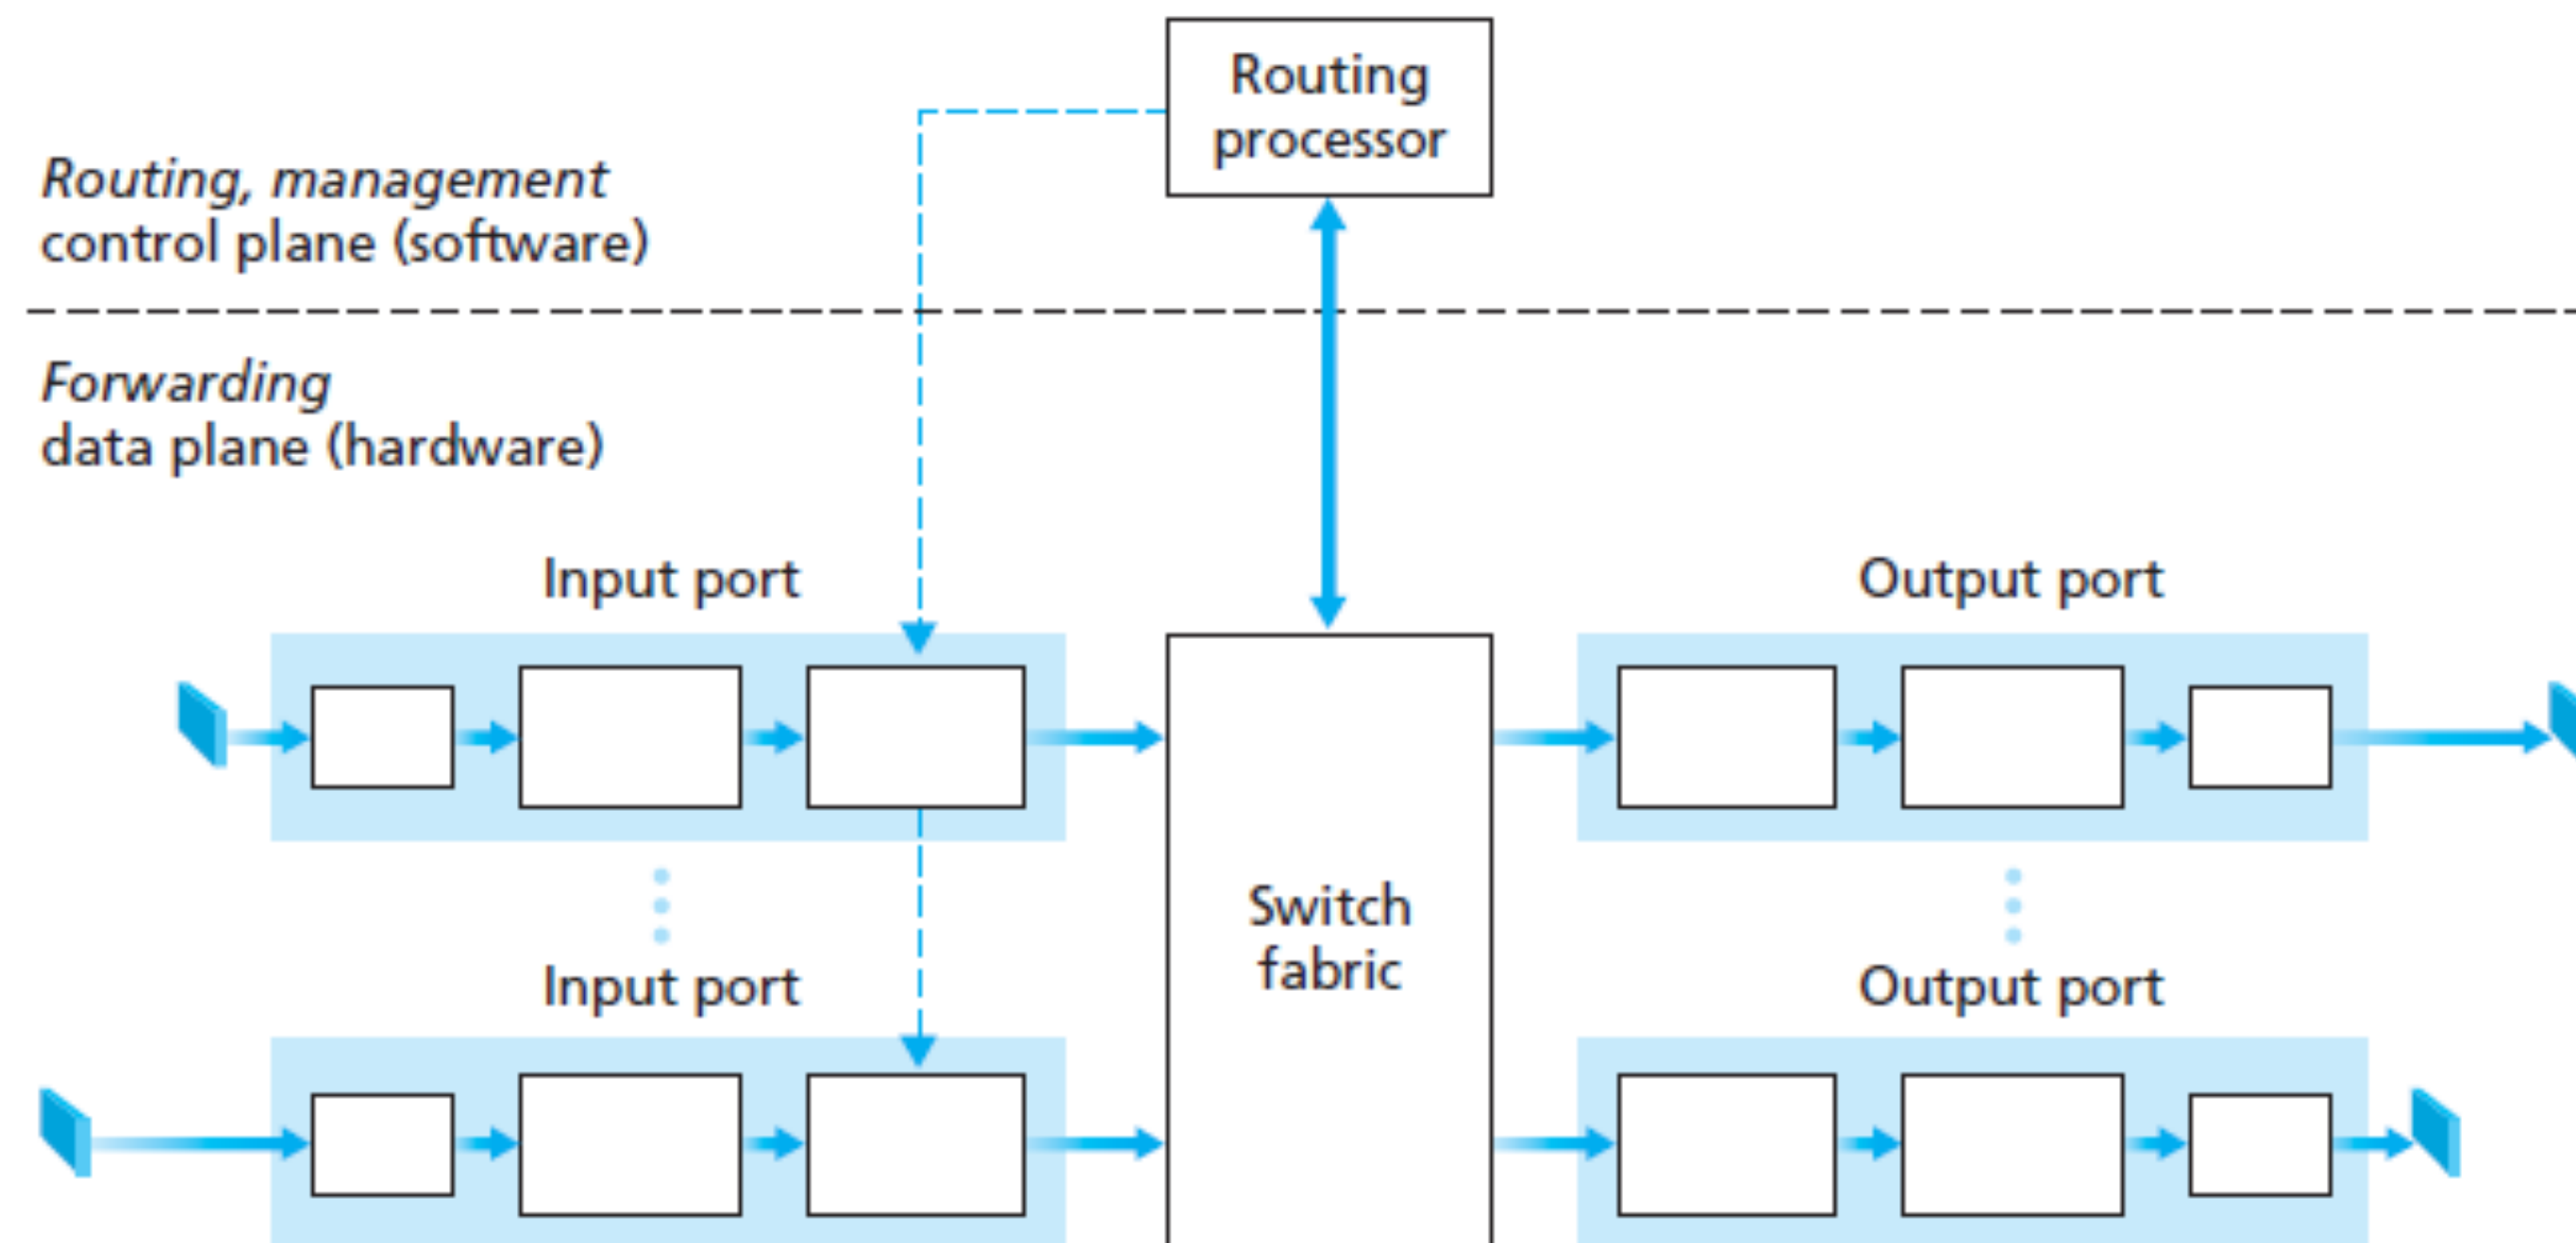 Routing
processor
Routing, management
control plane (software)
Forwarding
data plane (hardware)
Input port
Output port
Switch
fabric
Input port
Output port